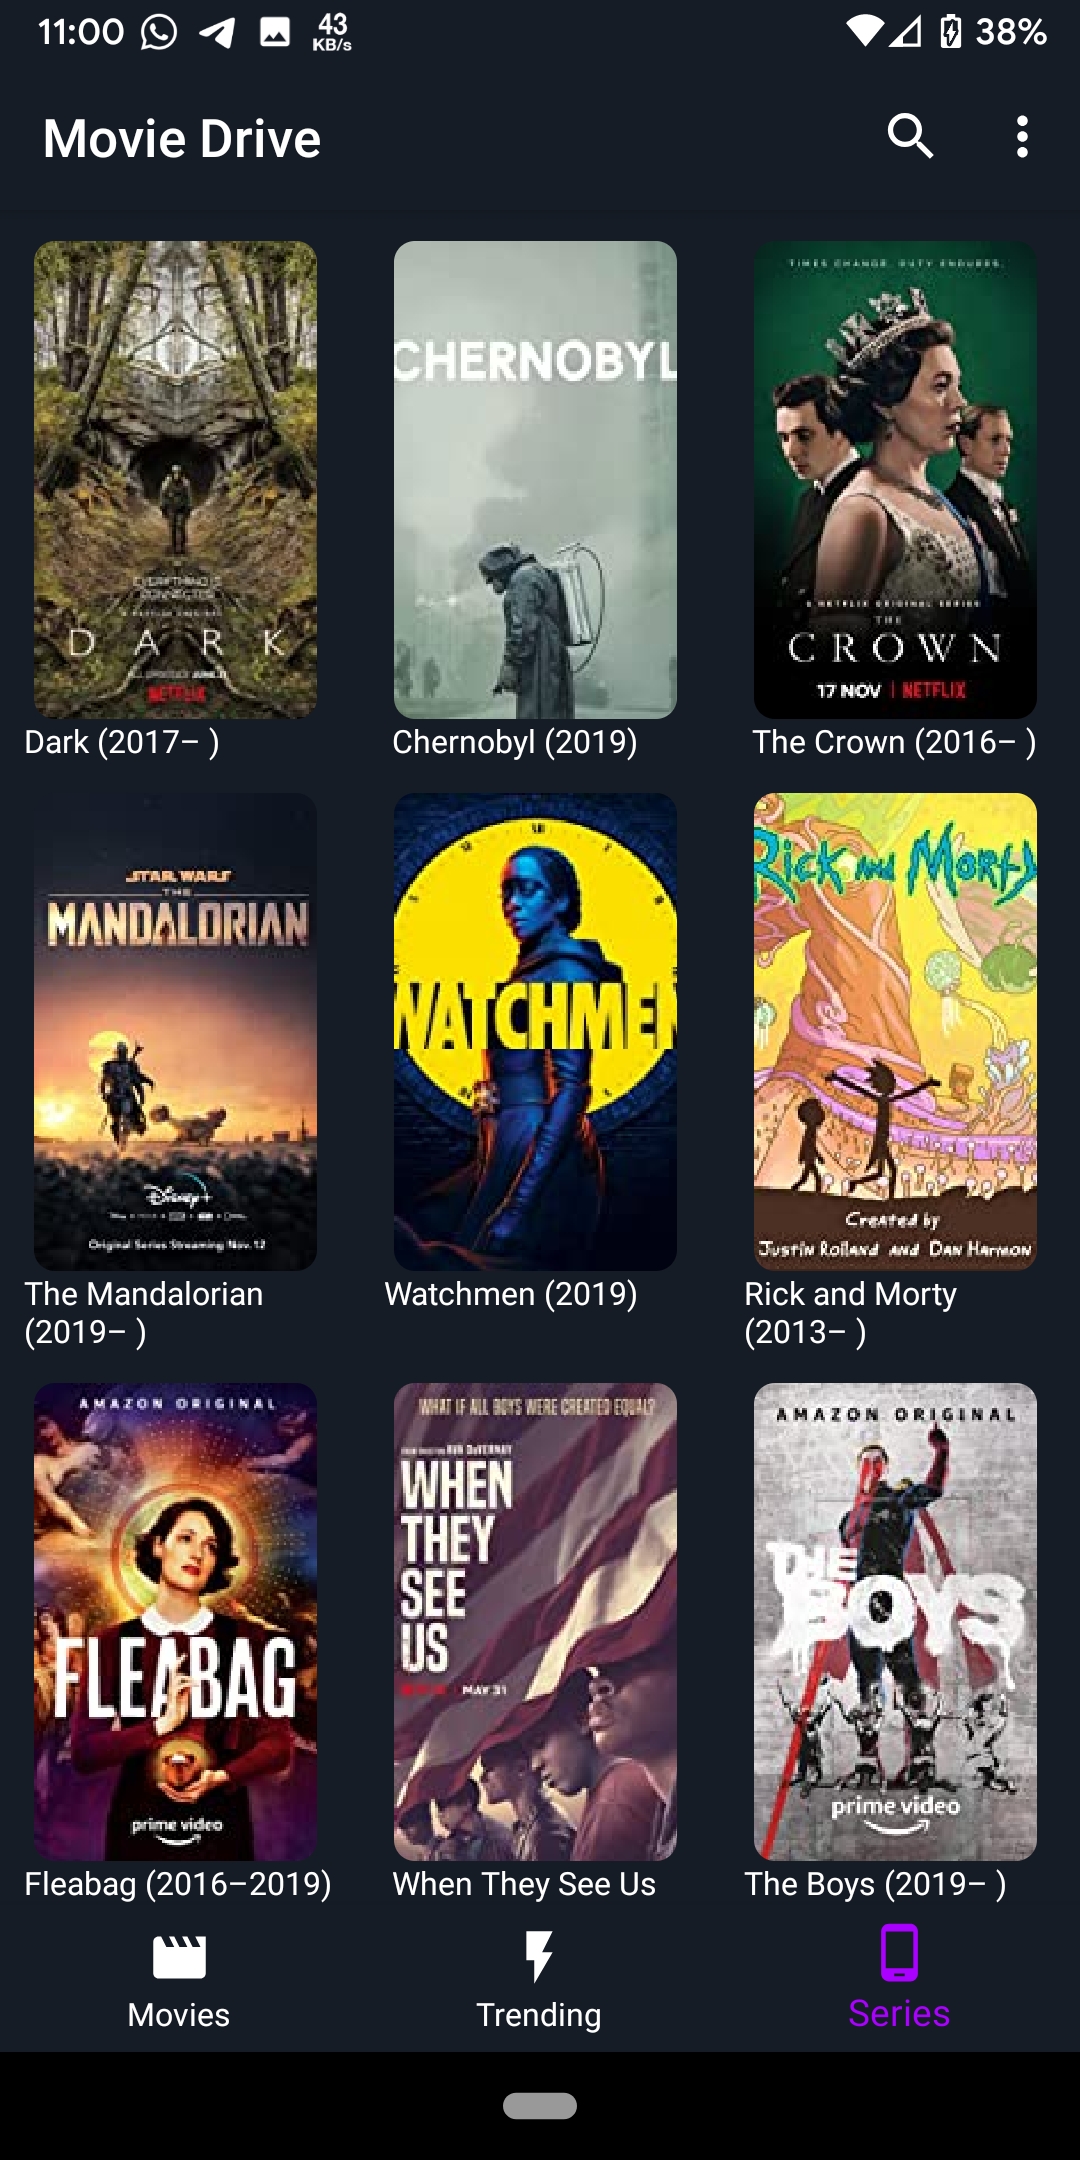 11:00
43
KB/s
38%
Movie Drive
EVERYTHING IS
CONNECTED
DARK
NETFLIX
CHERNOBYL
TIMES CHANGE. DUTY ENDURES.
A NETFLIX ORIGINAL SERIES
THE
CROWN
17 NOV | NETFLIX
Dark (2017– )
Chernobyl (2019)
The Crown (2016– )
STAR WARS
THE
MANDALORIAN
Disney+
Original Series Streaming Nov. 12
WATCHMEN
Rick and Morty
Created by
Justin Roiland and Dan Harmon
The Mandalorian
(2019– )
Watchmen (2019)
Rick and Morty
(2013– )
AMAZON ORIGINAL
FLEABAG
prime video
WHAT IF ALL BOYS WERE CREATED EQUAL?
AVA DuVERNAY
WHEN
THEY
SEE
US
MAY 31
AMAZON ORIGINAL
THE
BOYS
prime video
Fleabag (2016–2019)
When They See Us
The Boys (2019– )
Movies
Trending
Series